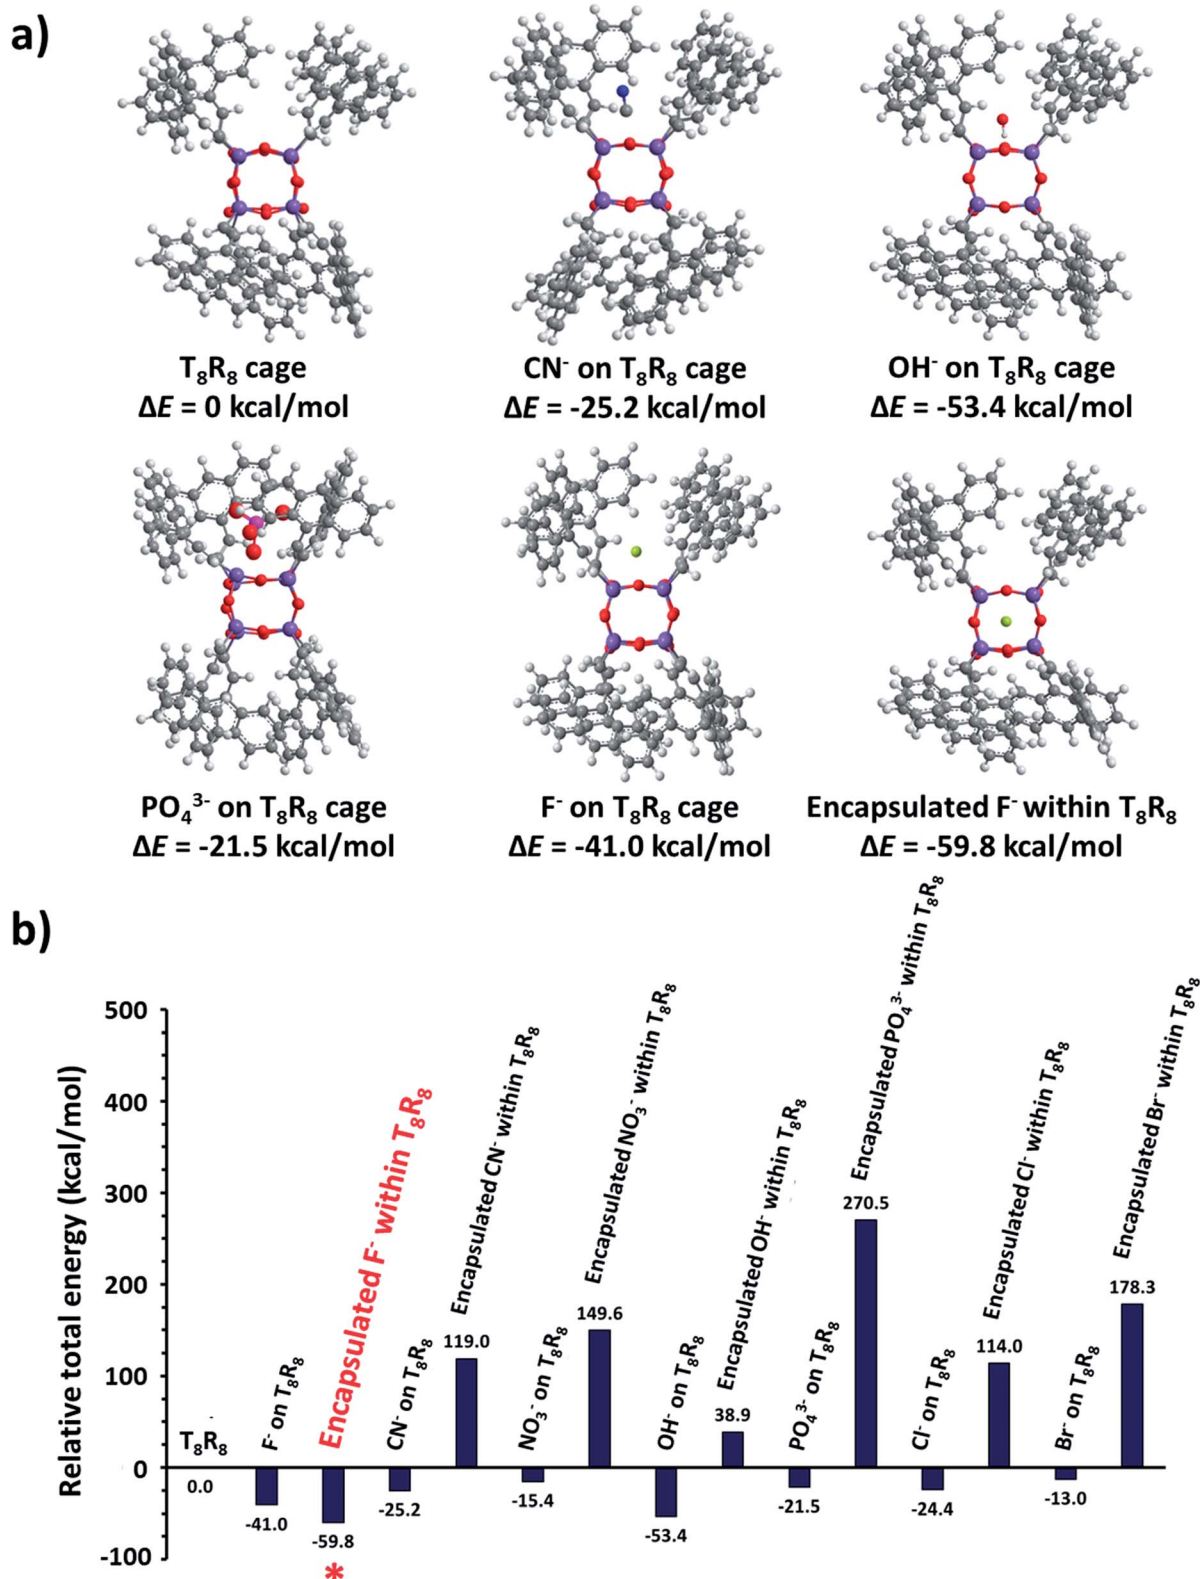 a)
T₈R₈ cage
ΔE = 0 kcal/mol
CN⁻ on T₈R₈ cage
ΔE = -25.2 kcal/mol
OH⁻ on T₈R₈ cage
ΔE = -53.4 kcal/mol
PO₄³⁻ on T₈R₈ cage
ΔE = -21.5 kcal/mol
F⁻ on T₈R₈ cage
ΔE = -41.0 kcal/mol
Encapsulated F⁻ within T₈R₈
ΔE = -59.8 kcal/mol
b)
Relative total energy (kcal/mol)
500
400
300
200
100
0
-100
T₈R₈
0.0
F⁻ on T₈R₈
-41.0
Encapsulated F⁻ within T₈R₈
-59.8
*
CN⁻ on T₈R₈
-25.2
Encapsulated CN⁻ within T₈R₈
119.0
NO₃⁻ on T₈R₈
-15.4
Encapsulated NO₃⁻ within T₈R₈
149.6
OH⁻ on T₈R₈
-53.4
Encapsulated OH⁻ within T₈R₈
38.9
PO₄³⁻ on T₈R₈
-21.5
Encapsulated PO₄³⁻ within T₈R₈
270.5
Cl⁻ on T₈R₈
-24.4
Encapsulated Cl⁻ within T₈R₈
114.0
Br⁻ on T₈R₈
-13.0
Encapsulated Br⁻ within T₈R₈
178.3